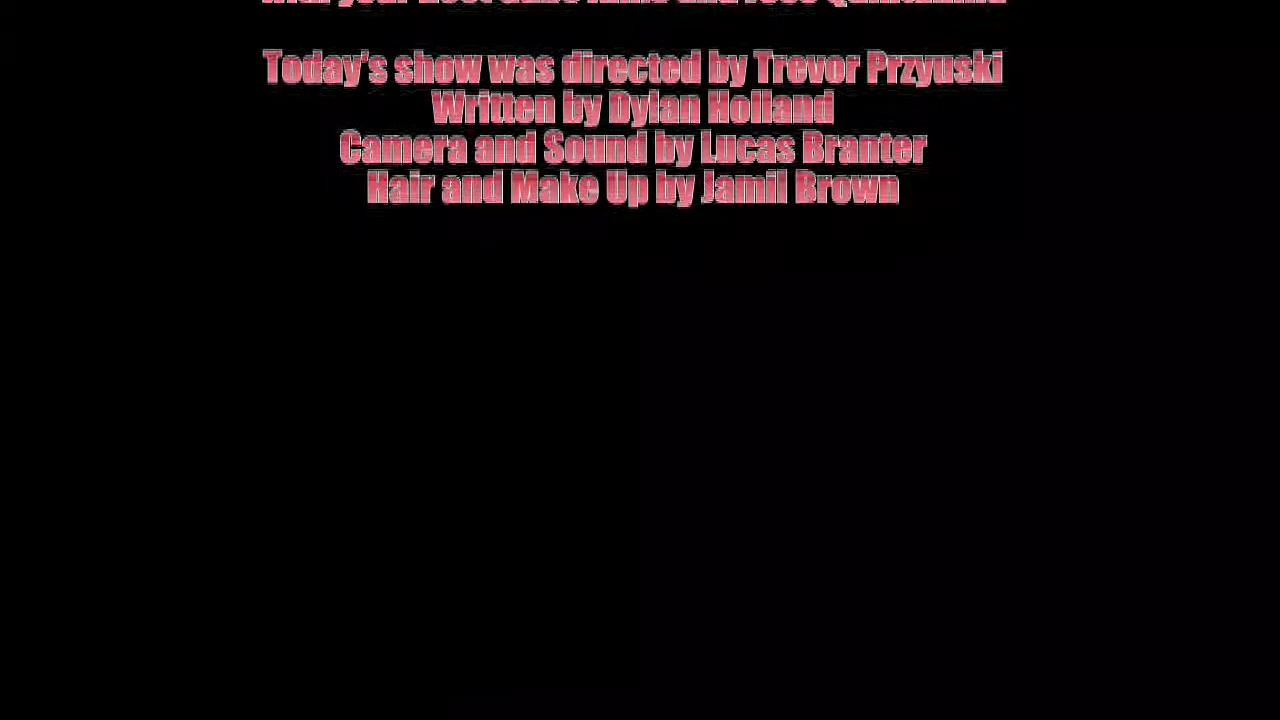 Today's show was directed by Trevor Przyuski
Written by Dylan Holland
Camera and Sound by Lucas Branter
Hair and Make Up by Jamil Brown